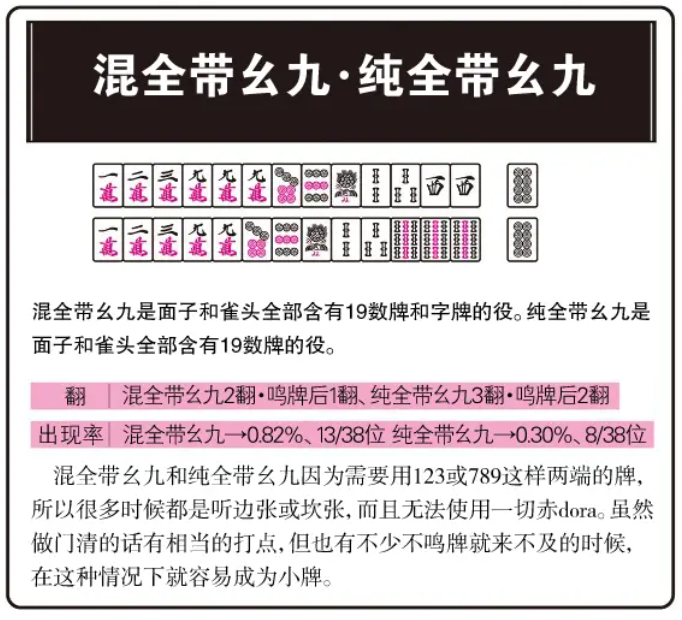 混全带幺九·纯全带幺九
一萬 二萬 三萬 九萬 九萬 九萬 西 西
一萬 二萬 三萬 九萬 九萬
混全带幺九是面子和雀头全部含有19数牌和字牌的役。纯全带幺九是
面子和雀头全部含有19数牌的役。
翻 混全带幺九2翻·鸣牌后1翻、纯全带幺九3翻·鸣牌后2翻
出现率 混全带幺九→0.82%、13/38位 纯全带幺九→0.30%、8/38位
混全带幺九和纯全带幺九因为需要用123或789这样两端的牌,
所以很多时候都是听边张或坎张,而且无法使用一切赤dora。虽然
做门清的话有相当的打点,但也有不少不鸣牌就来不及的时候,
在这种情况下就容易成为小牌。